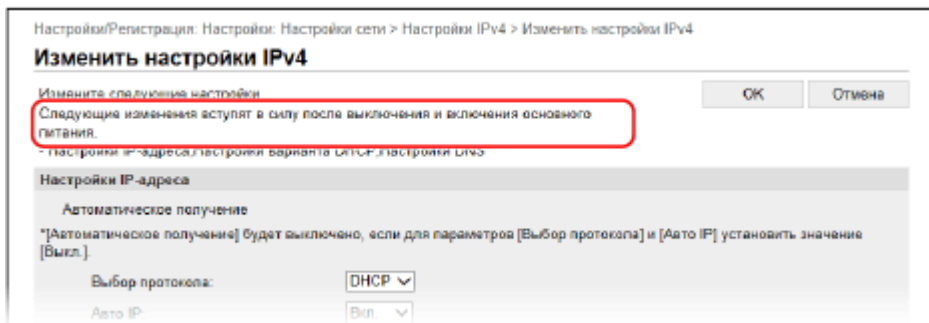 Настройки/Регистрация: Настройки: Настройки сети > Настройки IPv4 > Изменить настройки IPv4
Изменить настройки IPv4
Измените следующие настройки
OK
Отмена
Следующие изменения вступят в силу после выключения и включения основного
питания.
- Настройки IP-адреса,Настройки варианта DHCP,Настройки DNS
Настройки IP-адреса
Автоматическое получение
*[Автоматическое получение] будет выключено, если для параметров [Выбор протокола] и [Авто IP] установить значение
[Выкл.].
Выбор протокола:
DHCP
Авто IP:
Вкл.